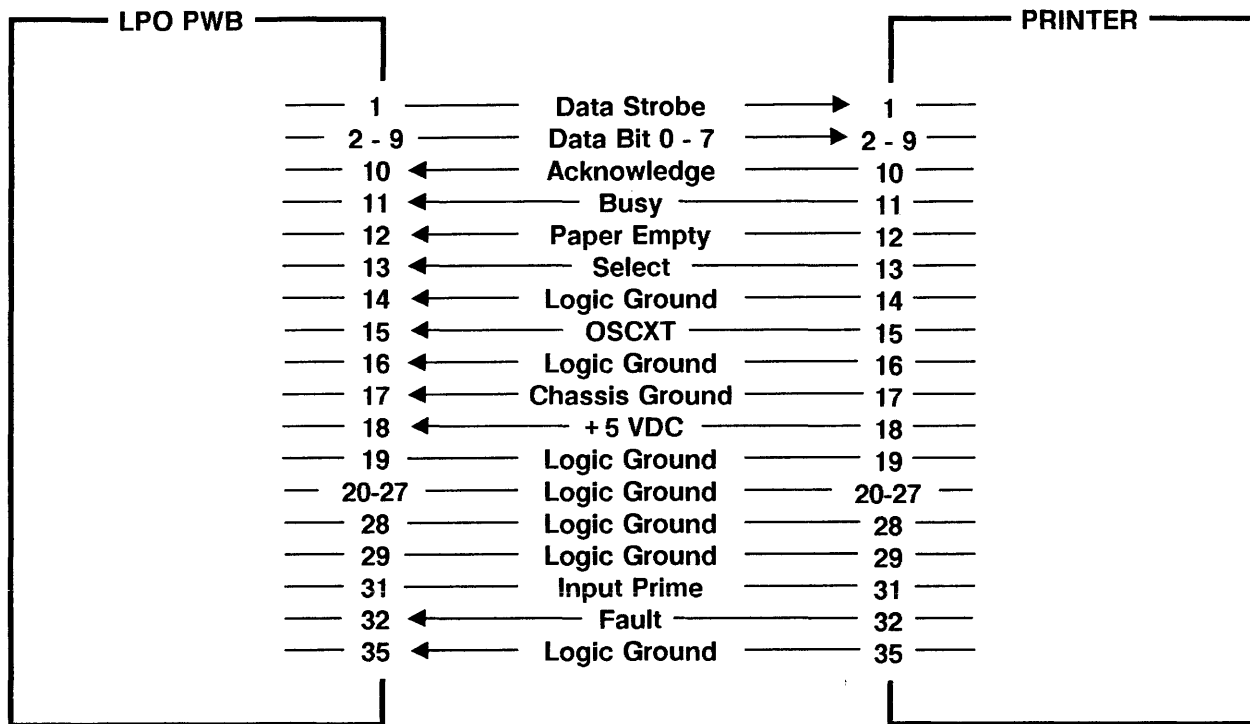 LPO PWB PRINTER
1 Data Strobe 1
2 - 9 Data Bit 0 - 7 2 - 9
10 Acknowledge 10
11 Busy 11
12 Paper Empty 12
13 Select 13
14 Logic Ground 14
15 OSCXT 15
16 Logic Ground 16
17 Chassis Ground 17
18 +5 VDC 18
19 Logic Ground 19
20-27 Logic Ground 20-27
28 Logic Ground 28
29 Logic Ground 29
31 Input Prime 31
32 Fault 32
35 Logic Ground 35